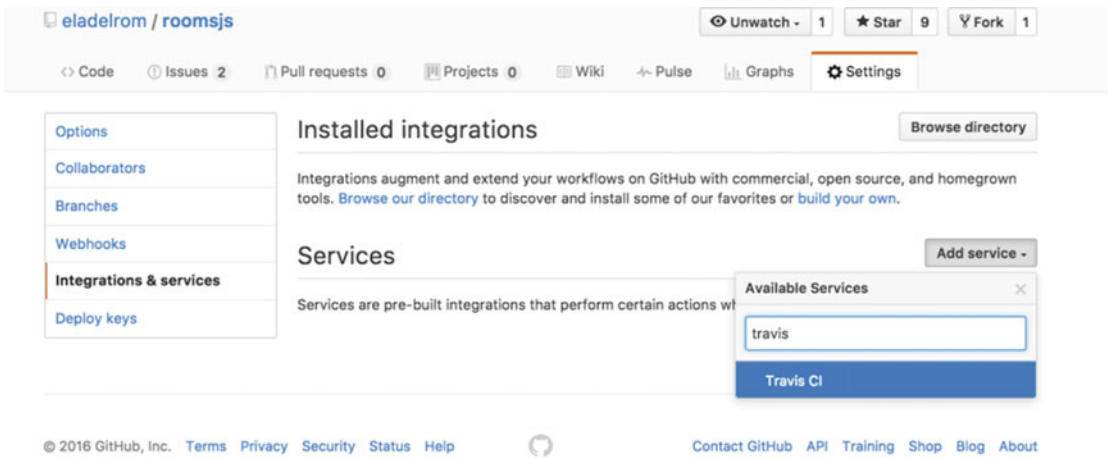 eladelrom / roomsjs
Unwatch 1 Star 9 Fork 1
Code Issues 2 Pull requests 0 Projects 0 Wiki Pulse Graphs Settings
Options
Collaborators
Branches
Webhooks
Integrations & services
Deploy keys
Installed integrations
Browse directory
Integrations augment and extend your workflows on GitHub with commercial, open source, and homegrown
tools. Browse our directory to discover and install some of our favorites or build your own.
Services
Add service
Services are pre-built integrations that perform certain actions wh
Available Services
travis
Travis CI
© 2016 GitHub, Inc. Terms Privacy Security Status Help
Contact GitHub API Training Shop Blog About